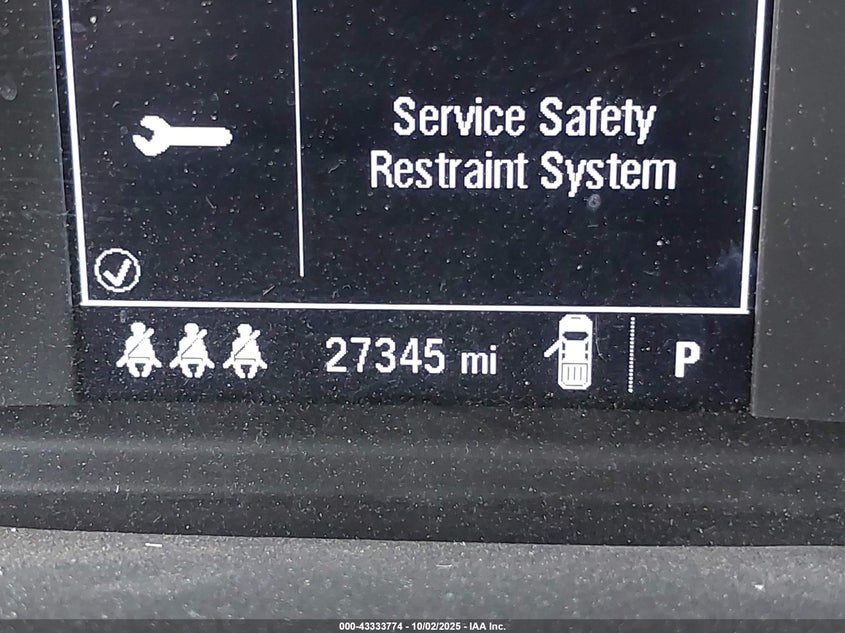 Service Safety
Restraint System
27345 mi
P
000-43333774 - 10/02/2025 - IAA Inc.